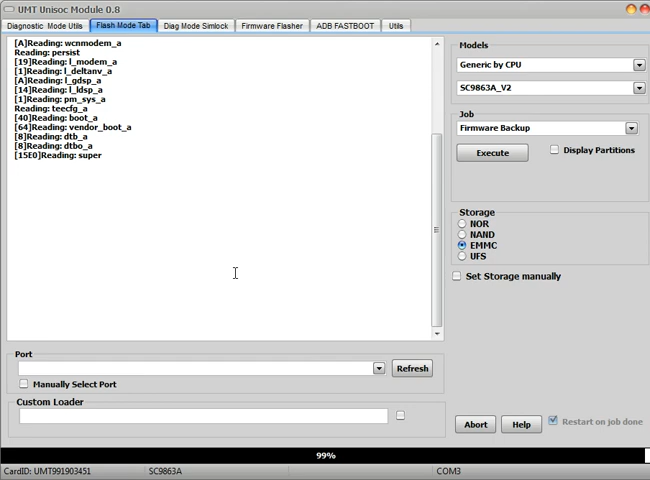 UMT Unisoc Module 0.8
Diagnostic Mode Utils
Flash Mode Tab
Diag Mode Simlock
Firmware Flasher
ADB FASTBOOT
Utils
[A]Reading: wcnmodem_a
Reading: persist
[19]Reading: l_modem_a
[1]Reading: l_deltanv_a
[A]Reading: l_gdsp_a
[14]Reading: l_ldsp_a
[1]Reading: pm_sys_a
Reading: teecfg_a
[40]Reading: boot_a
[64]Reading: vendor_boot_a
[8]Reading: dtb_a
[8]Reading: dtbo_a
[15E0]Reading: super
Models
Generic by CPU
SC9863A_V2
Job
Firmware Backup
Execute
Display Partitions
Storage
NOR
NAND
EMMC
UFS
Set Storage manually
Port
Refresh
Manually Select Port
Custom Loader
Abort
Help
Restart on job done
99%
CardID: UMT991903451
SC9863A
COM3